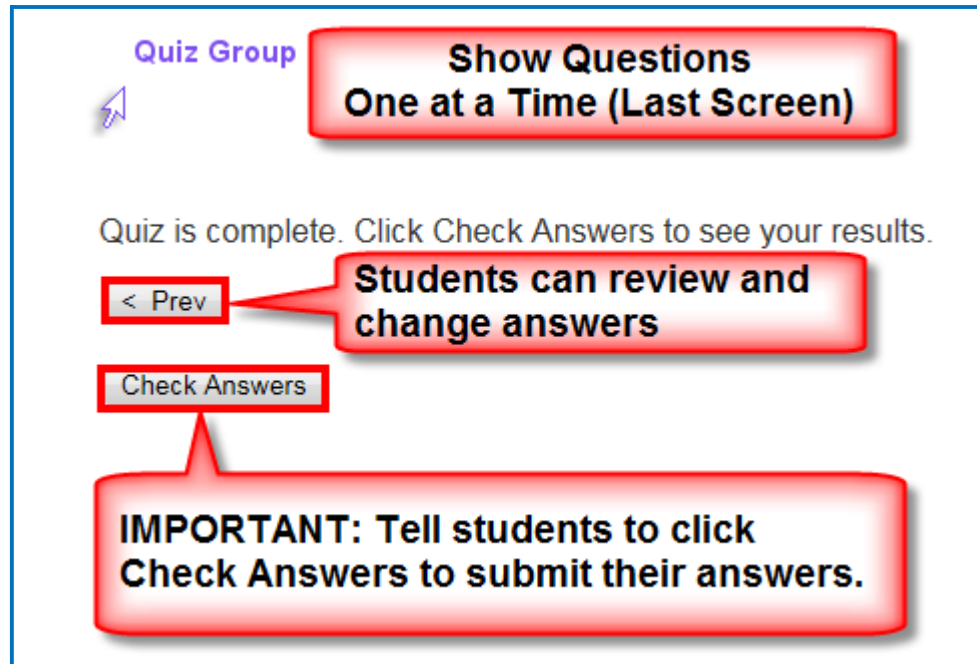 Quiz Group
Show Questions
One at a Time (Last Screen)
Quiz is complete. Click Check Answers to see your results.
< Prev
Students can review and
change answers
Check Answers
IMPORTANT: Tell students to click
Check Answers to submit their answers.